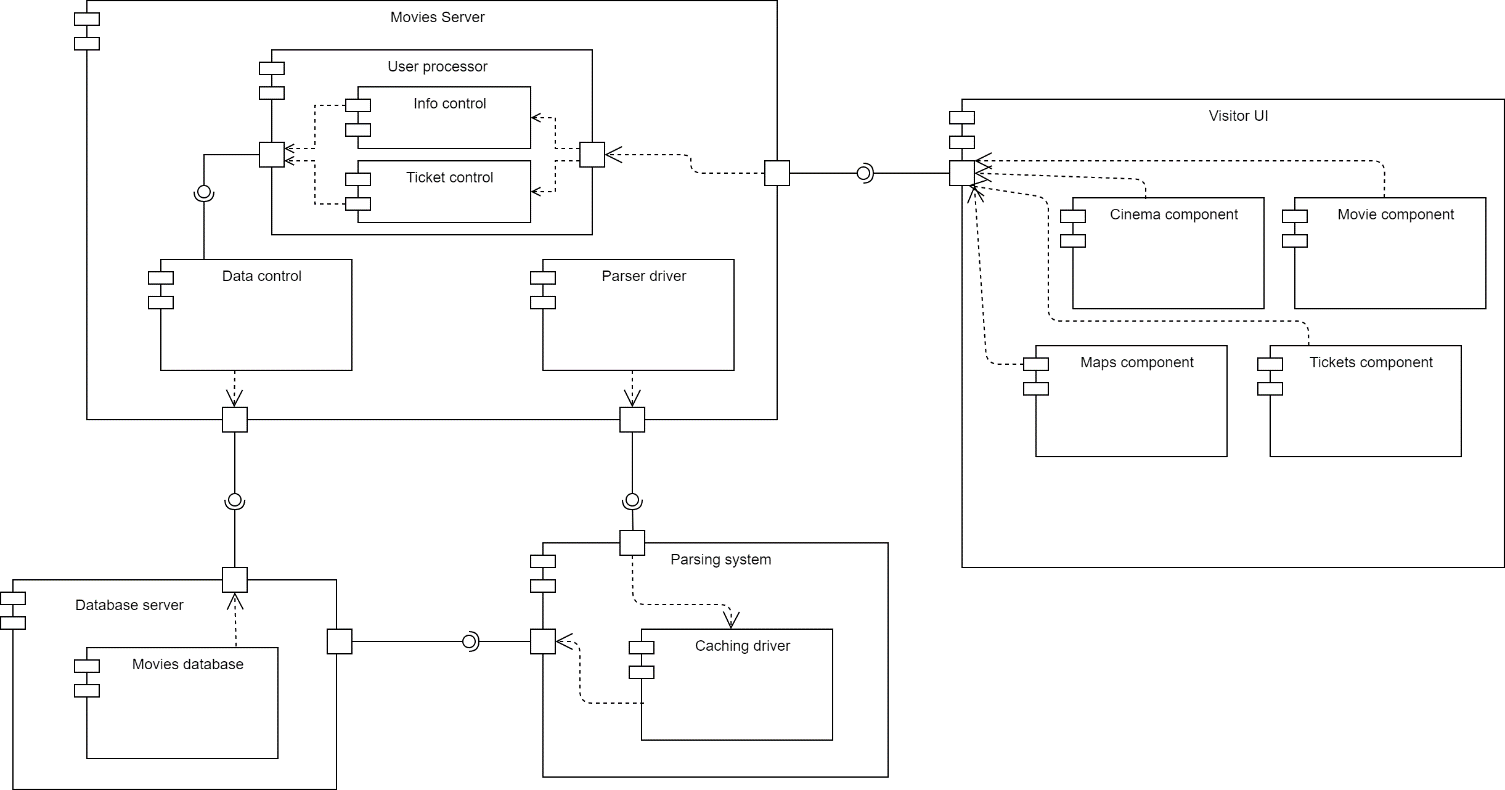 Movies Server
User processor
Info control
Ticket control
Data control
Parser driver
Visitor UI
Cinema component
Movie component
Maps component
Tickets component
Database server
Movies database
Parsing system
Caching driver